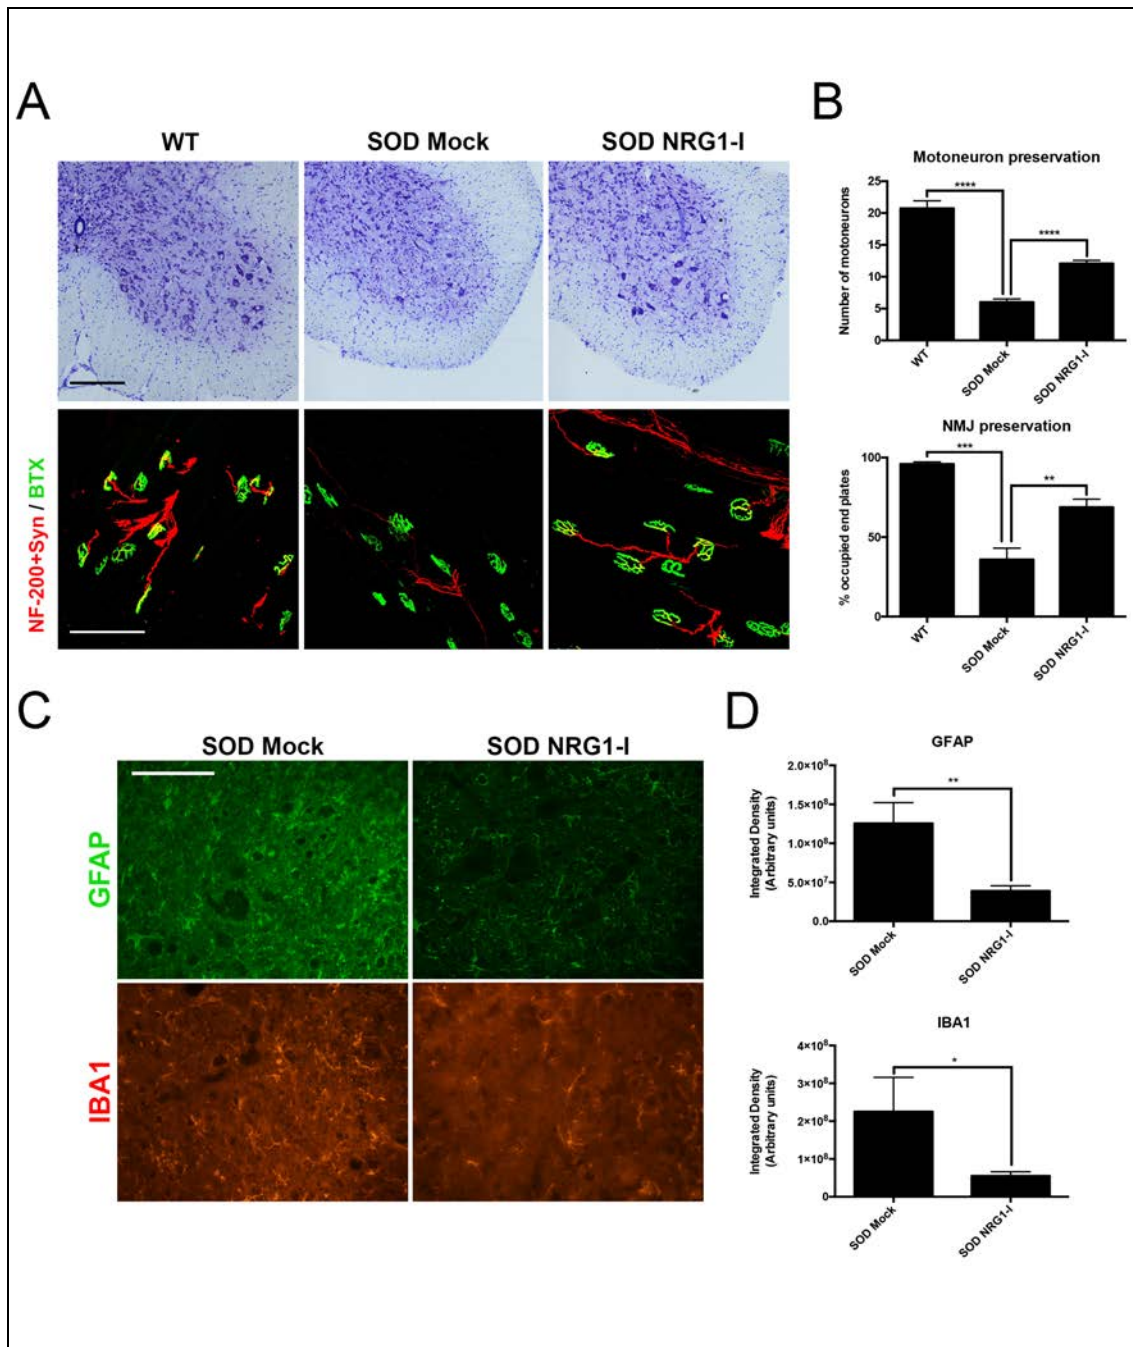 A
WT
SOD Mock
SOD NRG1-I
NF-200+Syn / BTX
B
Motoneuron preservation
Number of motoneurons
25
20
15
10
5
0
****
****
WT
SOD Mock
SOD NRG1-I
NMJ preservation
% occupied end plates
100
50
0
***
**
WT
SOD Mock
SOD NRG1-I
C
SOD Mock
SOD NRG1-I
GFAP
IBA1
D
GFAP
Integrated Density
(Arbitrary units)
2.0×10⁸
1.5×10⁸
1.0×10⁸
5.0×10⁷
0.0
**
SOD Mock
SOD NRG1-I
IBA1
Integrated Density
(Arbitrary units)
4×10⁸
3×10⁸
2×10⁸
1×10⁸
0
*
SOD Mock
SOD NRG1-I